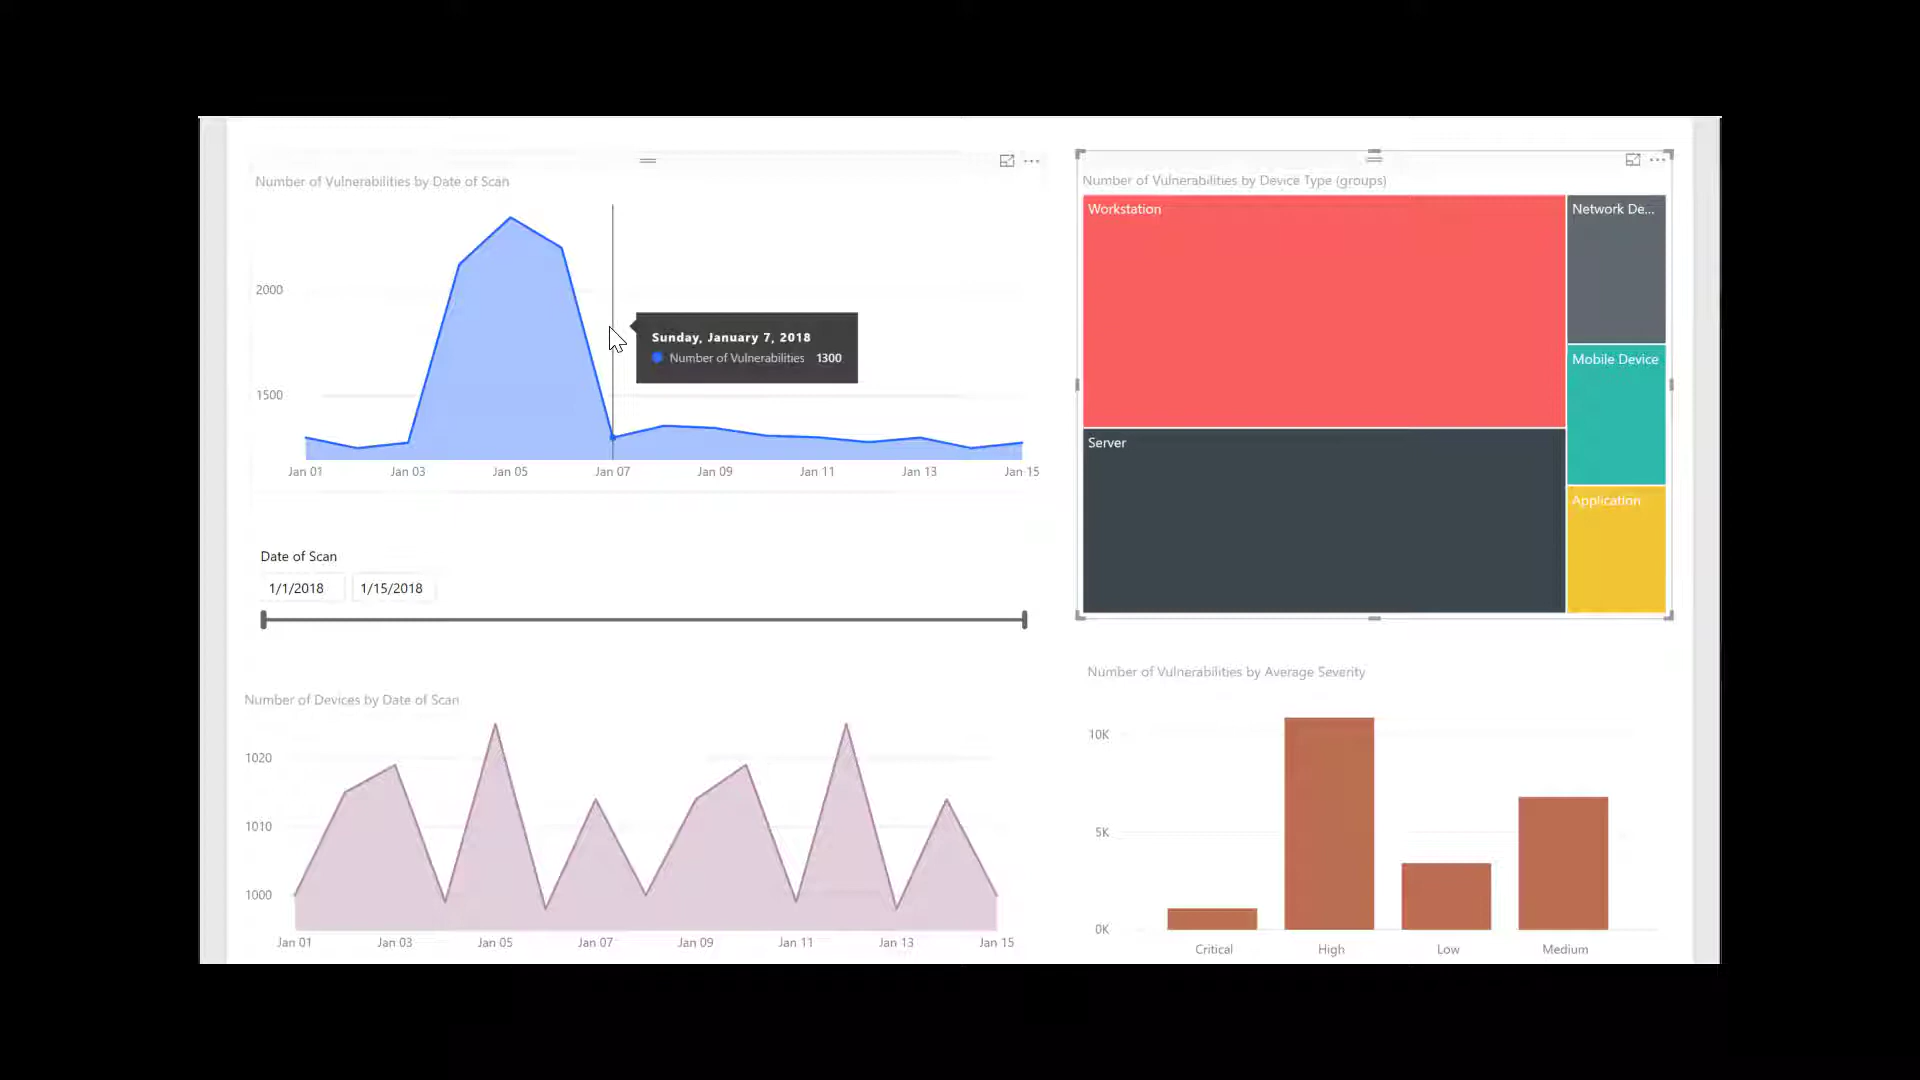 Number of Vulnerabilities by Date of Scan
2000
1500
Jan 01 Jan 03 Jan 05 Jan 07 Jan 09 Jan 11 Jan 13 Jan 15
Sunday, January 7, 2018
Number of Vulnerabilities 1300
Date of Scan
1/1/2018 1/15/2018
Number of Devices by Date of Scan
1020
1010
1000
Jan 01 Jan 03 Jan 05 Jan 07 Jan 09 Jan 11 Jan 13 Jan 15
Number of Vulnerabilities by Device Type (groups)
Workstation
Network De...
Mobile Device
Server
Application
Number of Vulnerabilities by Average Severity
10K
5K
0K
Critical High Low Medium